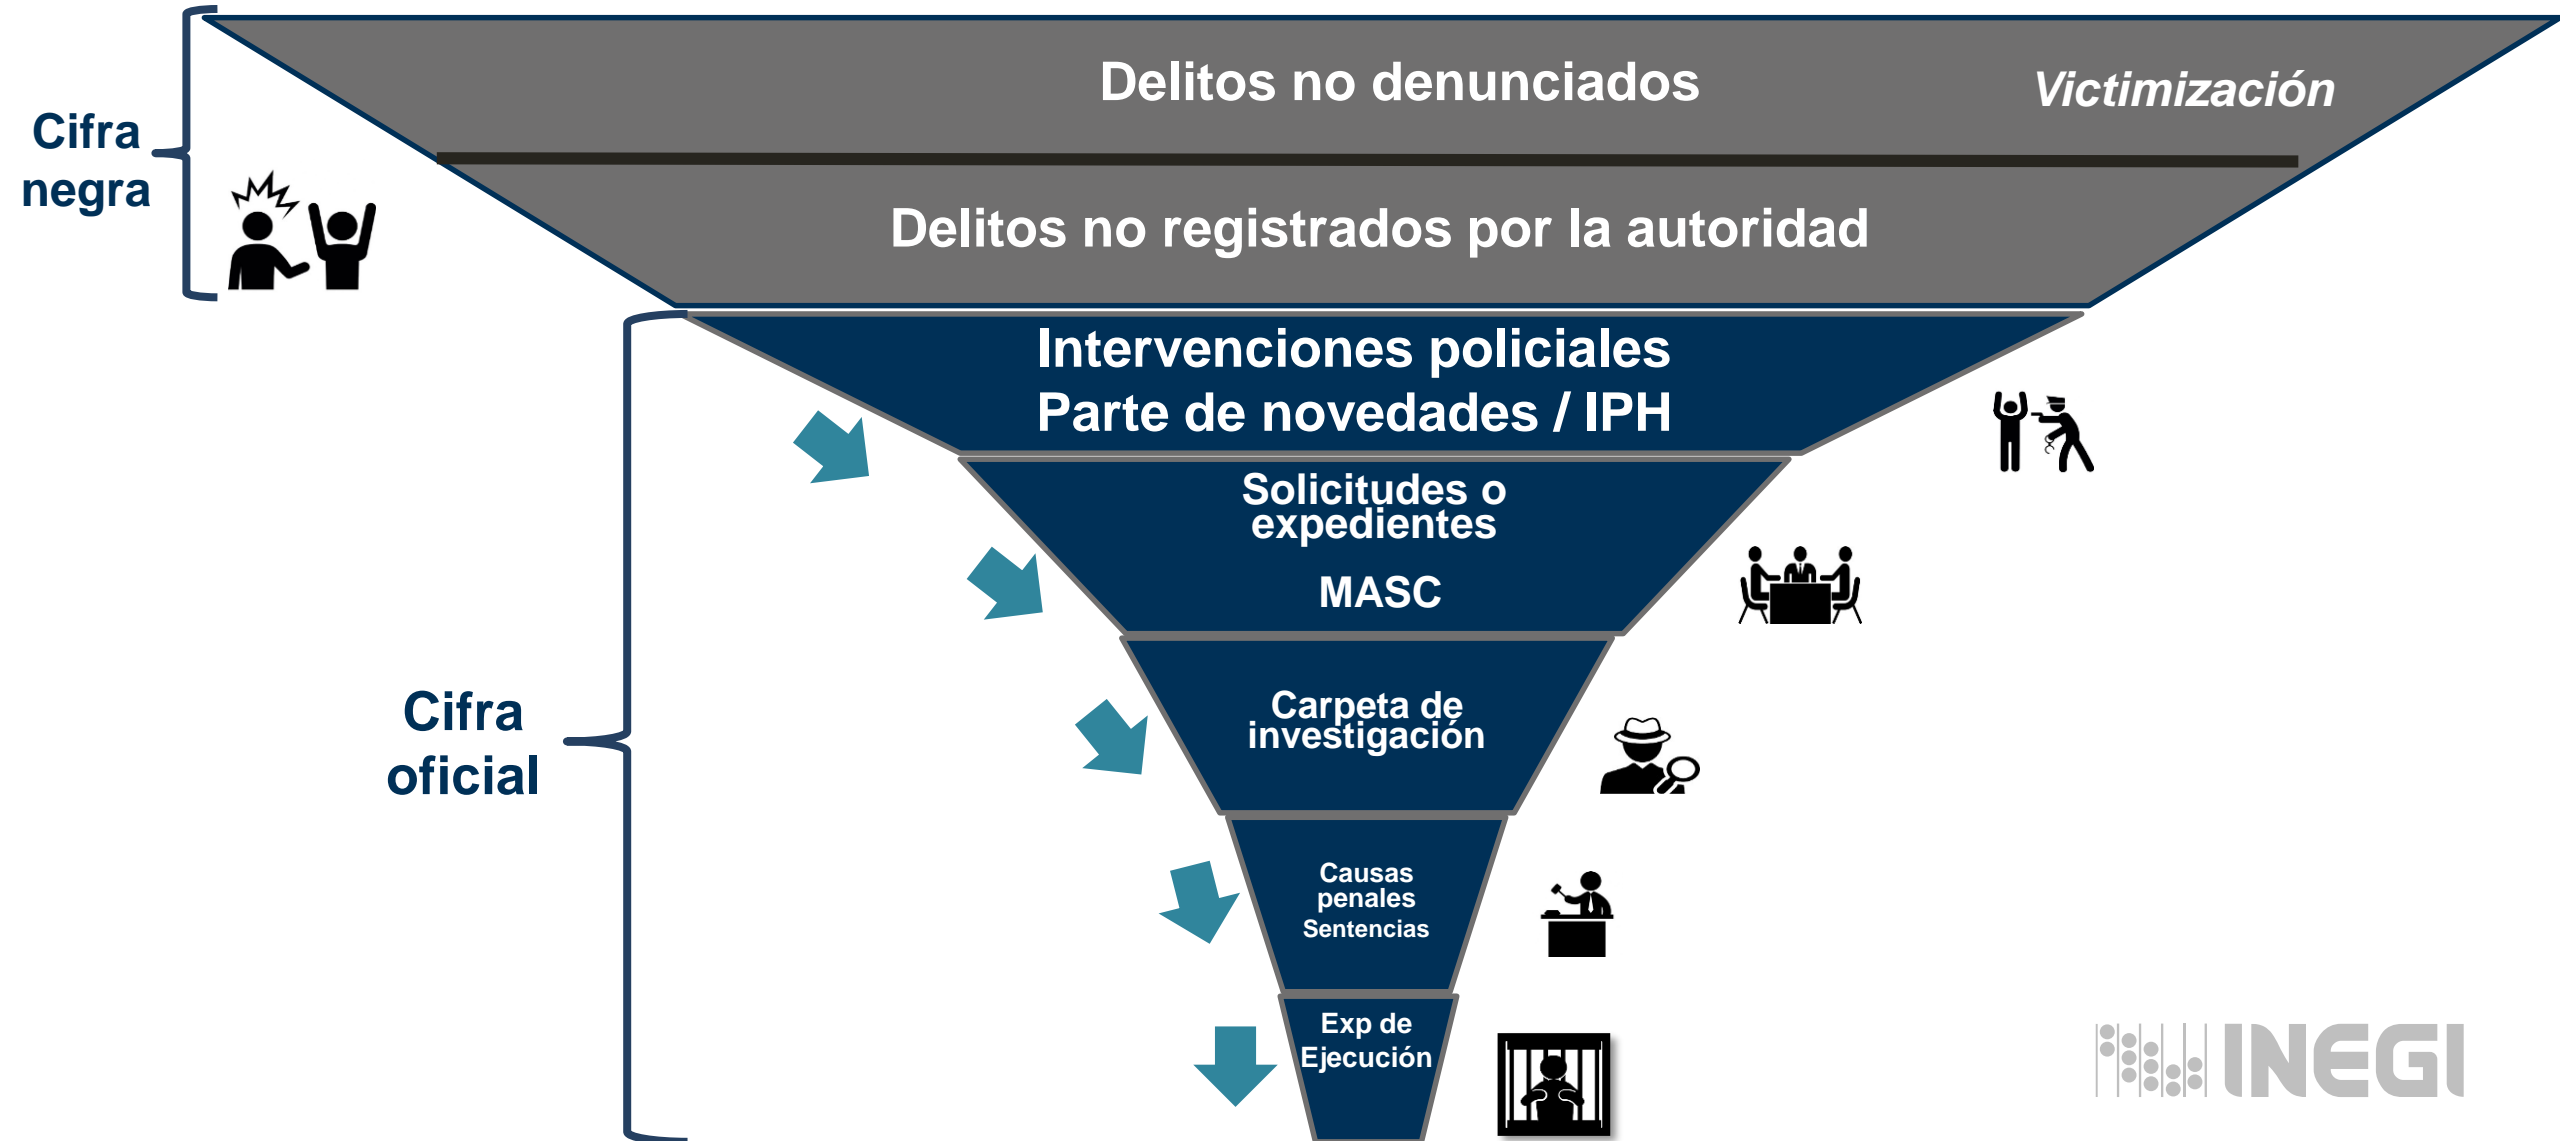 Delitos no denunciados
Victimización
Cifra
negra
Delitos no registrados por la autoridad
Intervenciones policiales
Parte de novedades / IPH
Solicitudes o
expedientes
MASC
Carpeta de
investigación
Cifra
oficial
Causas
penales
Sentencias
Exp de
Ejecución
INEGI